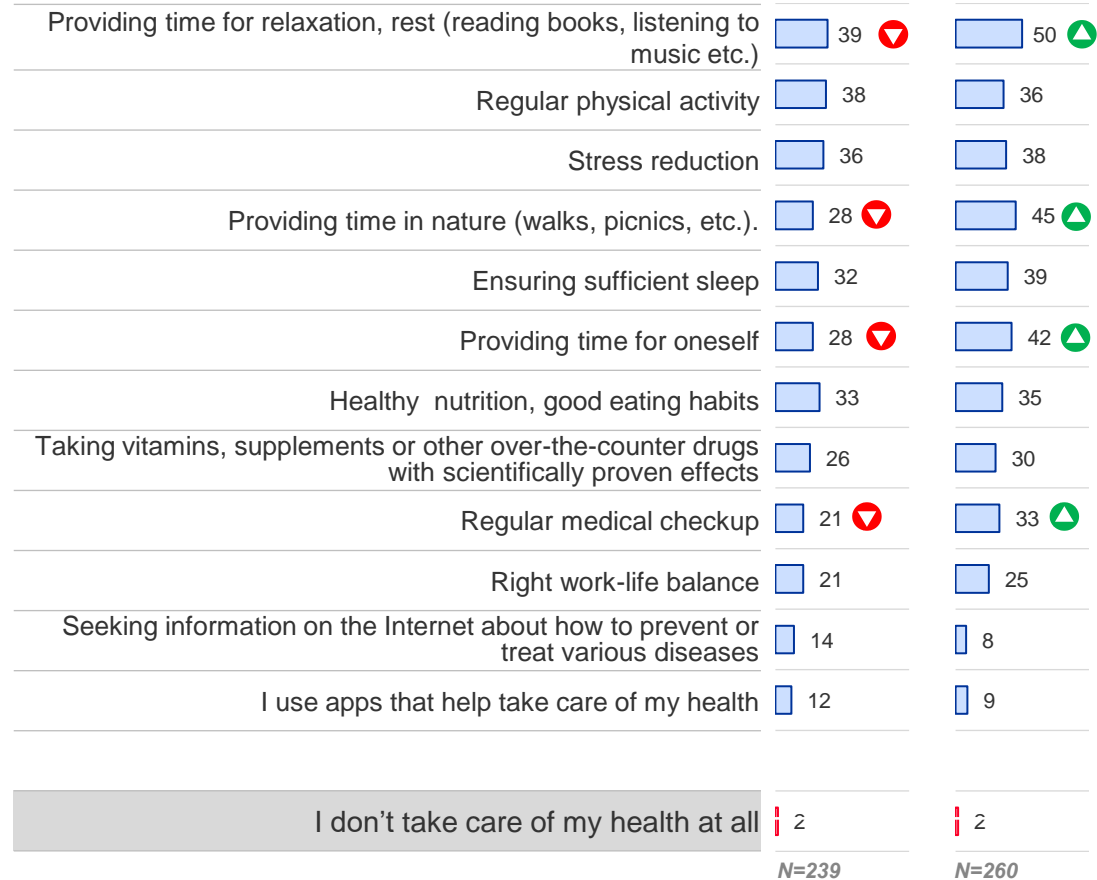 Providing time for relaxation, rest (reading books, listening to
music etc.)
39
50
Regular physical activity
38
36
Stress reduction
36
38
Providing time in nature (walks, picnics, etc.).
28
45
Ensuring sufficient sleep
32
39
Providing time for oneself
28
42
Healthy  nutrition, good eating habits
33
35
Taking vitamins, supplements or other over-the-counter drugs
with scientifically proven effects
26
30
Regular medical checkup
21
33
Right work-life balance
21
25
Seeking information on the Internet about how to prevent or
treat various diseases
14
8
I use apps that help take care of my health
12
9
I don’t take care of my health at all
2
2
N=239
N=260